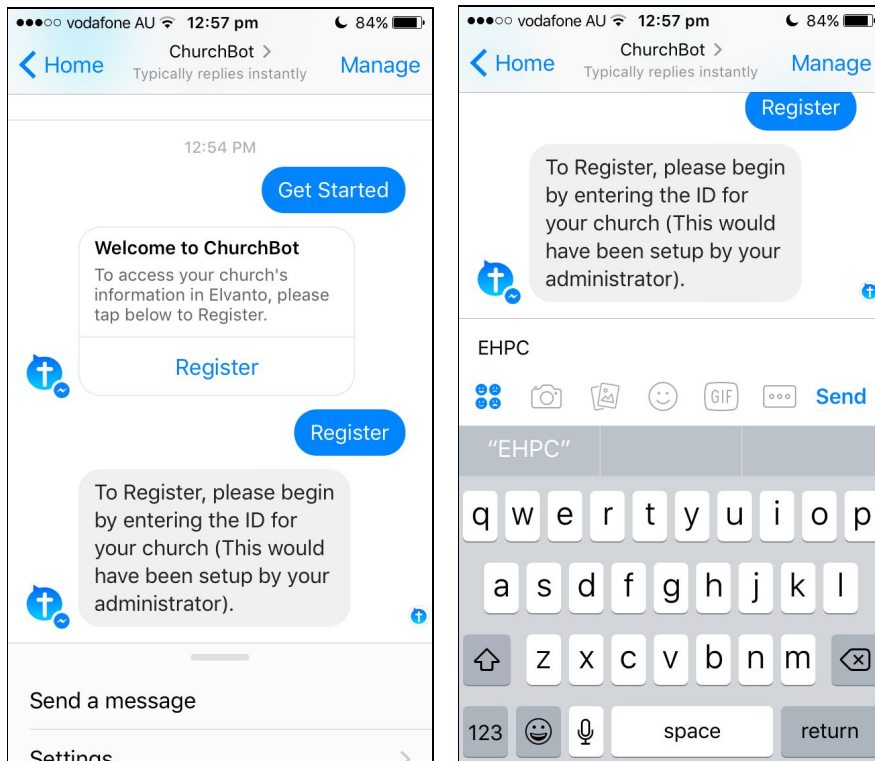 vodafone AU 12:57 pm 84%
Home ChurchBot > Manage
Typically replies instantly
12:54 PM
Get Started
Welcome to ChurchBot
To access your church's
information in Elvanto, please
tap below to Register.
Register
Register
To Register, please begin
by entering the ID for
your church (This would
have been setup by your
administrator).
Send a message
Settings
vodafone AU 12:57 pm 84%
Home ChurchBot > Manage
Typically replies instantly
Register
To Register, please begin
by entering the ID for
your church (This would
have been setup by your
administrator).
EHPC
GIF Send
"EHPC"
q w e r t y u i o p
a s d f g h j k l
z x c v b n m
123 space return